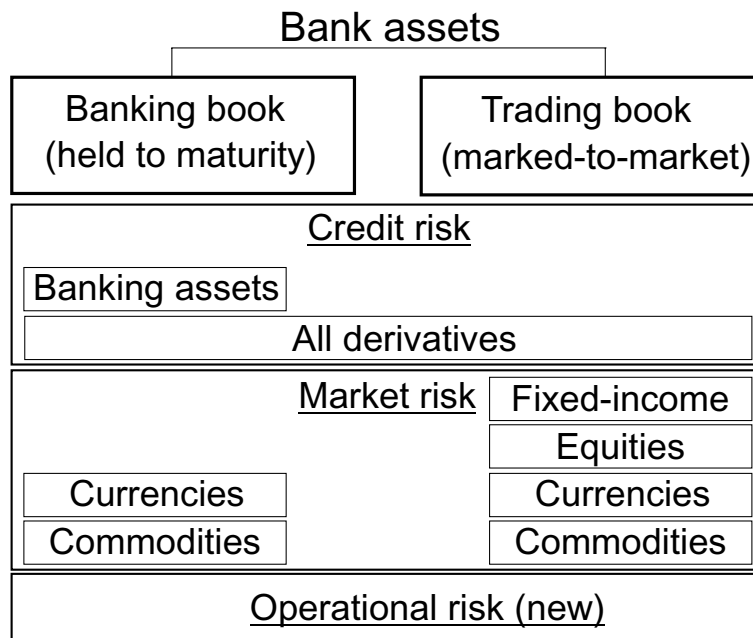 Bank assets
Banking book
(held to maturity)
Trading book
(marked-to-market)
Credit risk
Banking assets
All derivatives
Market risk
Fixed-income
Equities
Currencies
Currencies
Commodities
Commodities
Operational risk (new)